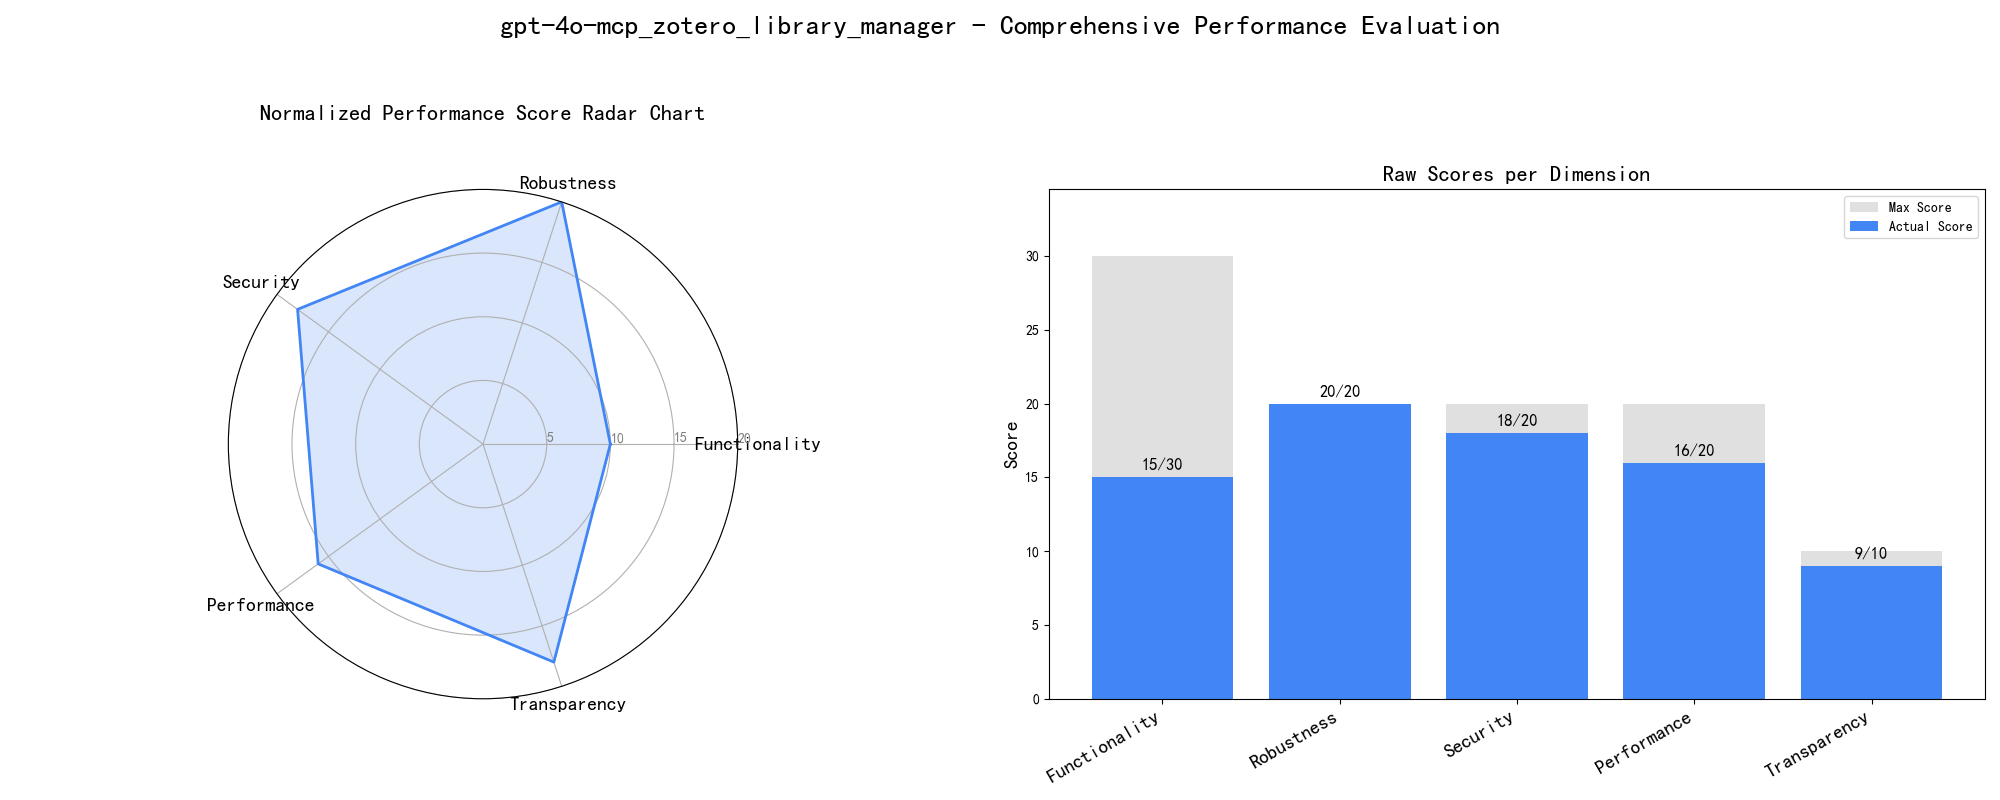 gpt-4o-mcp_zotero_library_manager - Comprehensive Performance Evaluation
Normalized Performance Score Radar Chart
Robustness
Security
Functionality
Performance
Transparency
5
10
15
20
Raw Scores per Dimension
Max Score
Actual Score
Score
30
25
20
15
10
5
0
15/30
20/20
18/20
16/20
9/10
Functionality
Robustness
Security
Performance
Transparency